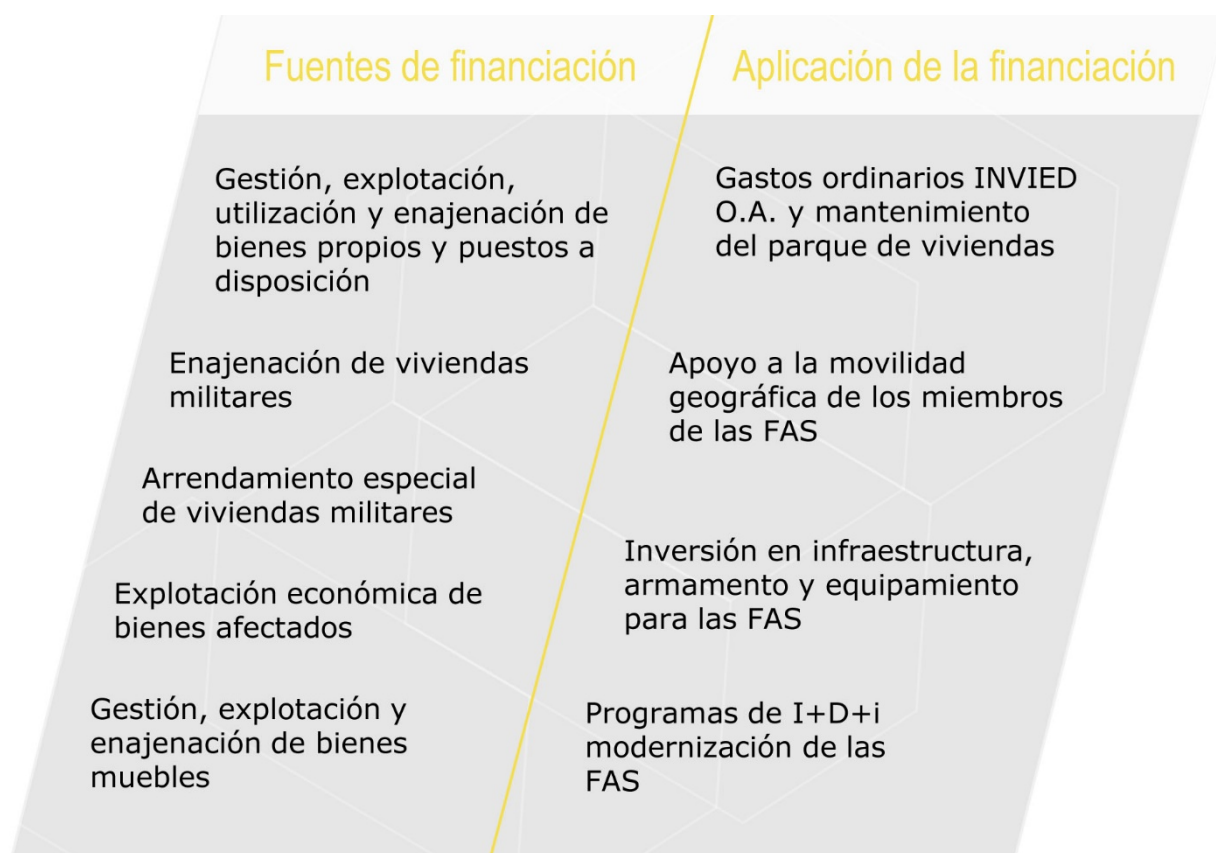 Fuentes de financiación
Gestión, explotación,
utilización y enajenación de
bienes propios y puestos a
disposición
Enajenación de viviendas
militares
Arrendamiento especial
de viviendas militares
Explotación económica de
bienes afectados
Gestión, explotación y
enajenación de bienes
muebles
Aplicación de la financiación
Gastos ordinarios INVIED
O.A. y mantenimiento
del parque de viviendas
Apoyo a la movilidad
geográfica de los miembros
de las FAS
Inversión en infraestructura,
armamento y equipamiento
para las FAS
Programas de I+D+i
modernización de las
FAS